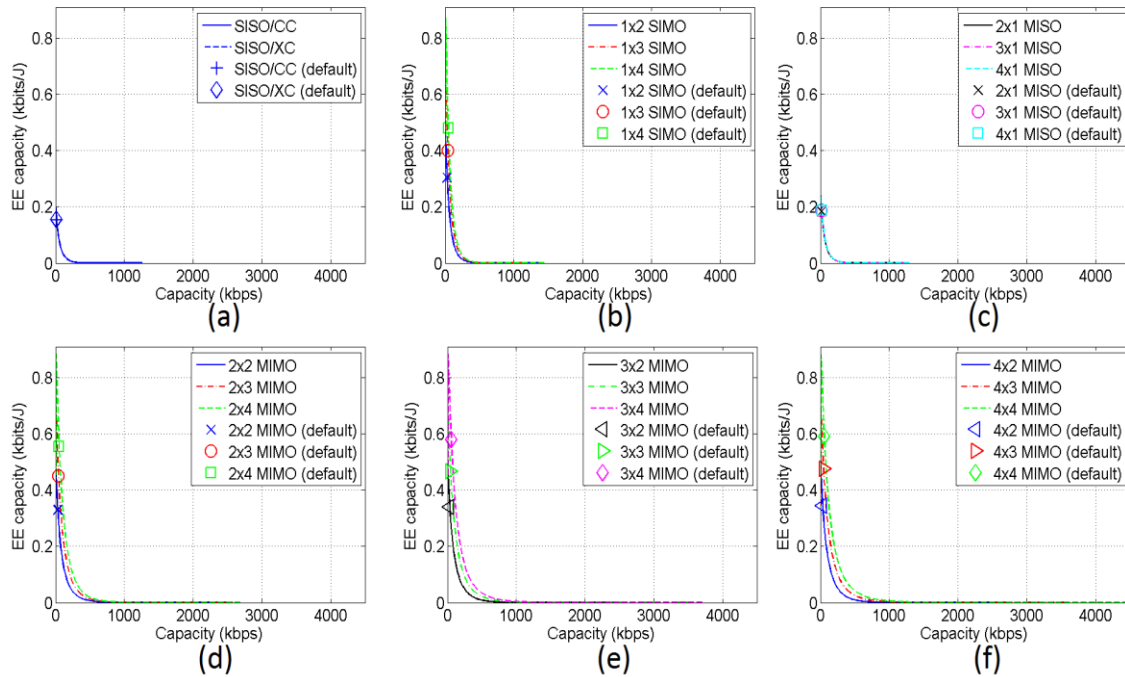 0.8
0.6
0.4
0.2
0
EE capacity (kbits/J)
SISO/CC
SISO/XC
SISO/CC (default)
SISO/XC (default)
0 1000 2000 3000 4000
Capacity (kbps)
(a)
0.8
0.6
0.4
0.2
0
EE capacity (kbits/J)
1x2 SIMO
1x3 SIMO
1x4 SIMO
1x2 SIMO (default)
1x3 SIMO (default)
1x4 SIMO (default)
0 1000 2000 3000 4000
Capacity (kbps)
(b)
0.8
0.6
0.4
0.2
0
EE capacity (kbits/J)
2x1 MISO
3x1 MISO
4x1 MISO
2x1 MISO (default)
3x1 MISO (default)
4x1 MISO (default)
0 1000 2000 3000 4000
Capacity (kbps)
(c)
0.8
0.6
0.4
0.2
0
EE capacity (kbits/J)
2x2 MIMO
2x3 MIMO
2x4 MIMO
2x2 MIMO (default)
2x3 MIMO (default)
2x4 MIMO (default)
0 1000 2000 3000 4000
Capacity (kbps)
(d)
0.8
0.6
0.4
0.2
0
EE capacity (kbits/J)
3x2 MIMO
3x3 MIMO
3x4 MIMO
3x2 MIMO (default)
3x3 MIMO (default)
3x4 MIMO (default)
0 1000 2000 3000 4000
Capacity (kbps)
(e)
0.8
0.6
0.4
0.2
0
EE capacity (kbits/J)
4x2 MIMO
4x3 MIMO
4x4 MIMO
4x2 MIMO (default)
4x3 MIMO (default)
4x4 MIMO (default)
0 1000 2000 3000 4000
Capacity (kbps)
(f)